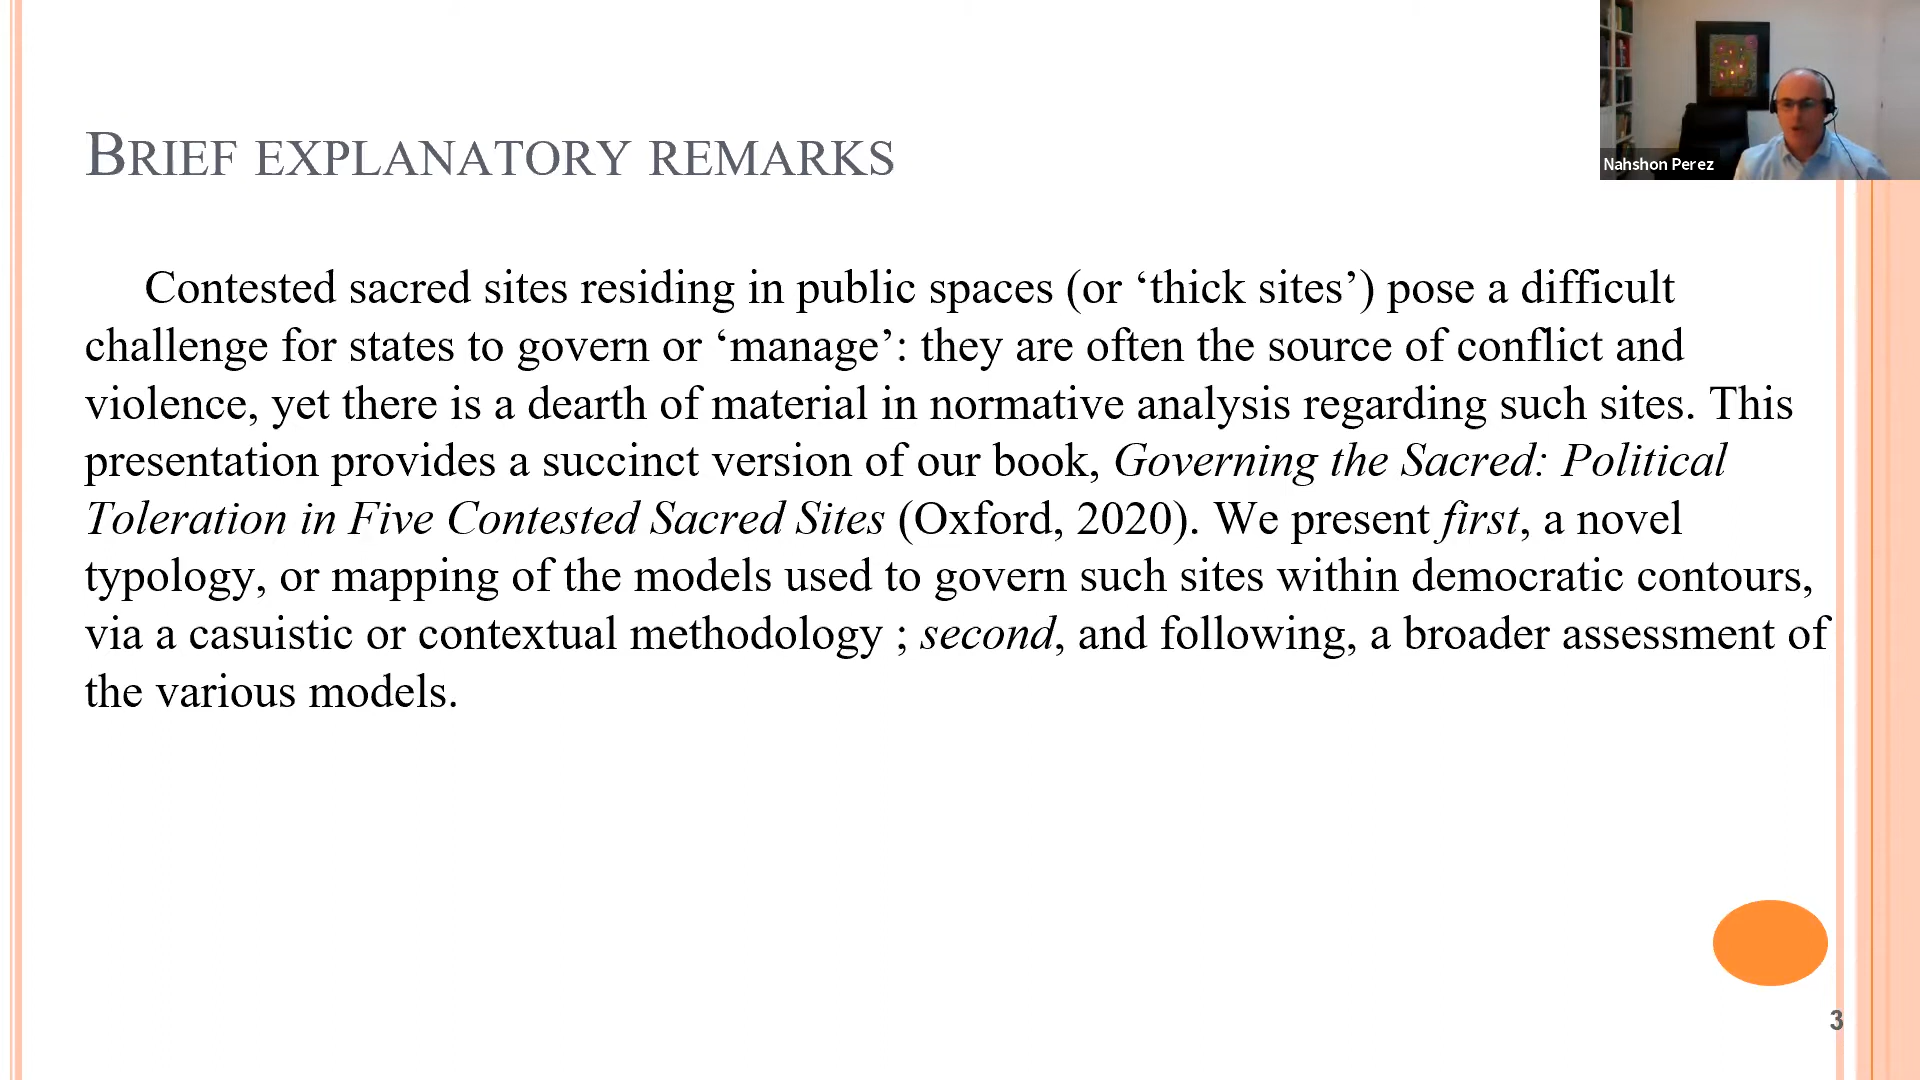 Nahshon Perez
BRIEF EXPLANATORY REMARKS
Contested sacred sites residing in public spaces (or ‘thick sites’) pose a difficult
challenge for states to govern or ‘manage’: they are often the source of conflict and
violence, yet there is a dearth of material in normative analysis regarding such sites. This
presentation provides a succinct version of our book, Governing the Sacred: Political
Toleration in Five Contested Sacred Sites (Oxford, 2020). We present first, a novel
typology, or mapping of the models used to govern such sites within democratic contours,
via a casuistic or contextual methodology ; second, and following, a broader assessment of
the various models.
3